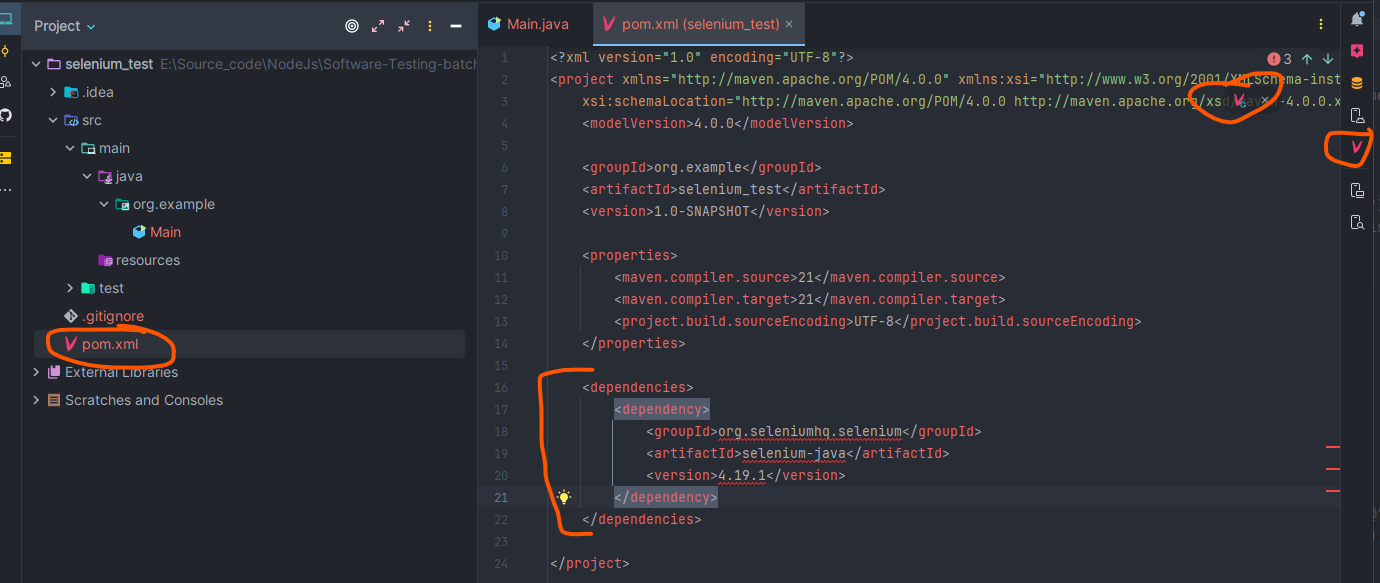 Project
Main.java
pom.xml (selenium_test)
selenium_test E:\Source_code\NodeJs\Software-Testing-batch
.idea
src
main
java
org.example
Main
resources
test
.gitignore
pom.xml
External Libraries
Scratches and Consoles
3
1 <?xml version="1.0" encoding="UTF-8"?>
2 <project xmlns="http://maven.apache.org/POM/4.0.0" xmlns:xsi="http://www.w3.org/2001/XMLSchema-inst
3 xsi:schemaLocation="http://maven.apache.org/POM/4.0.0 http://maven.apache.org/xsd/maven-4.0.0.x
4 <modelVersion>4.0.0</modelVersion>
5
6 <groupId>org.example</groupId>
7 <artifactId>selenium_test</artifactId>
8 <version>1.0-SNAPSHOT</version>
9
10 <properties>
11 <maven.compiler.source>21</maven.compiler.source>
12 <maven.compiler.target>21</maven.compiler.target>
13 <project.build.sourceEncoding>UTF-8</project.build.sourceEncoding>
14 </properties>
15
16 <dependencies>
17 <dependency>
18 <groupId>org.seleniumhq.selenium</groupId>
19 <artifactId>selenium-java</artifactId>
20 <version>4.19.1</version>
21 </dependency>
22 </dependencies>
23
24 </project>